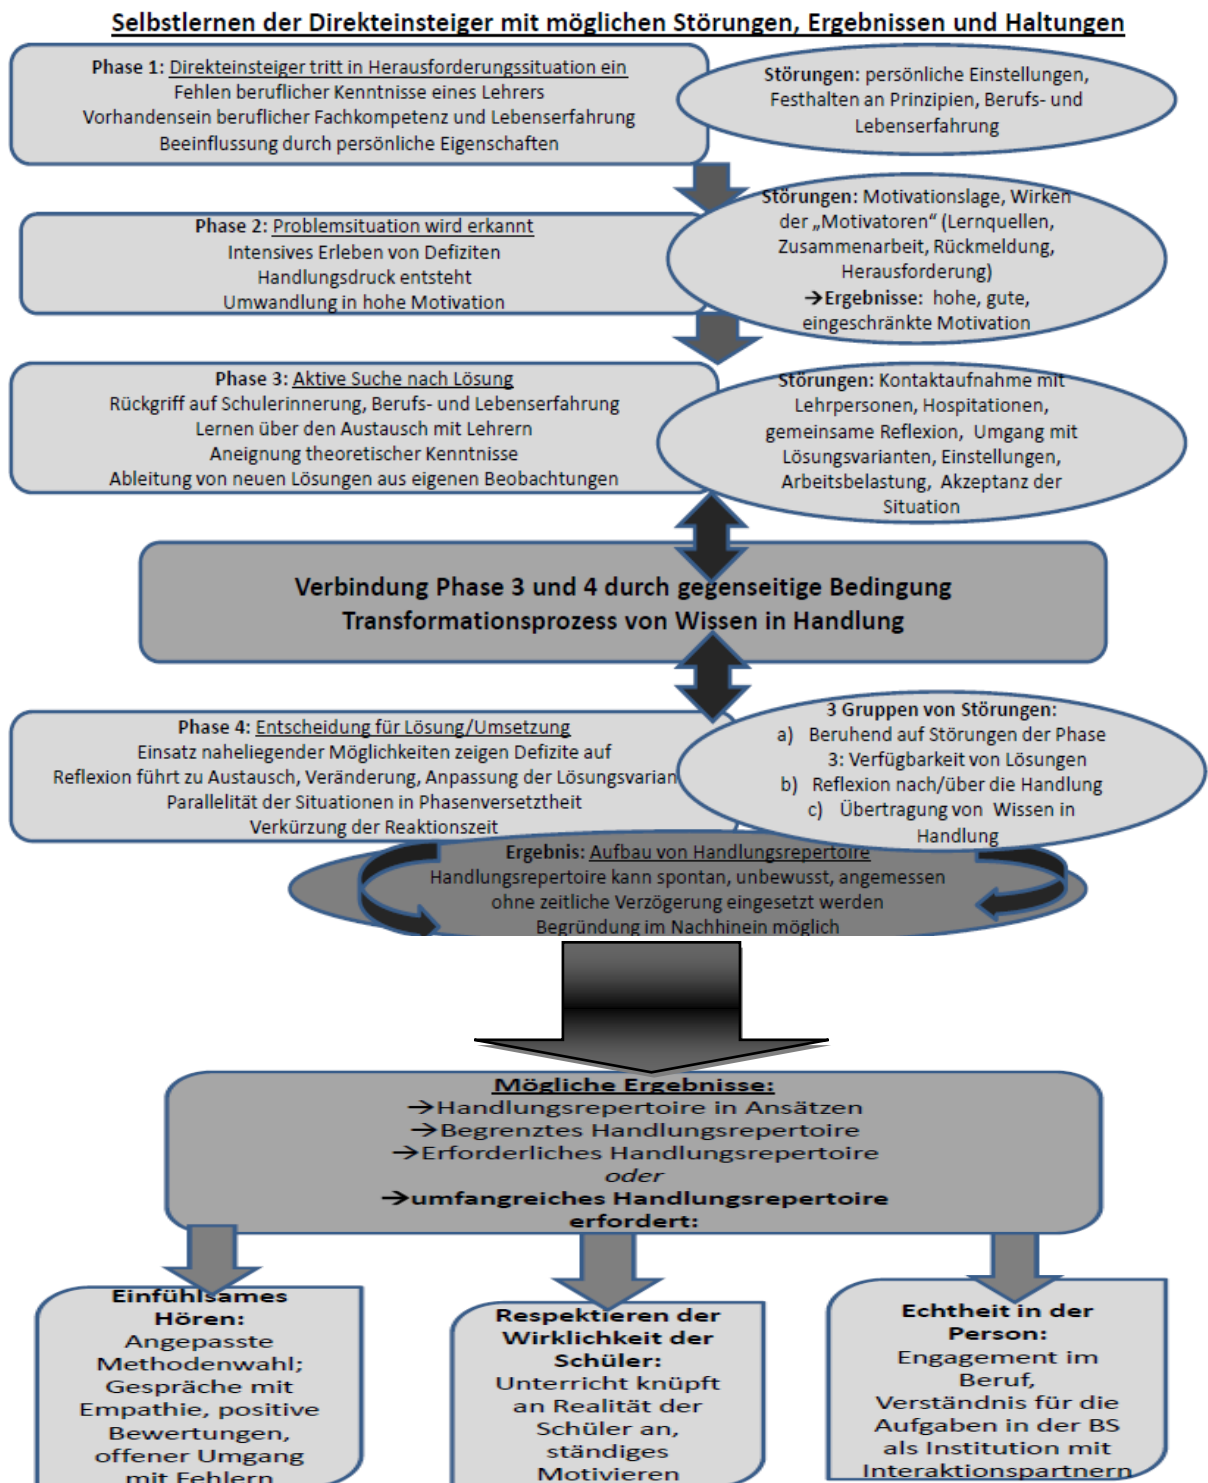 Selbstlernen der Direkteinsteiger mit möglichen Störungen, Ergebnissen und Haltungen
Phase 1: Direkteinsteiger tritt in Herausforderungssituation ein
Fehlen beruflicher Kenntnisse eines Lehrers
Vorhandensein beruflicher Fachkompetenz und Lebenserfahrung
Beeinflussung durch persönliche Eigenschaften
Störungen: persönliche Einstellungen,
Festhalten an Prinzipien, Berufs- und
Lebenserfahrung
Phase 2: Problemsituation wird erkannt
Intensives Erleben von Defiziten
Handlungsdruck entsteht
Umwandlung in hohe Motivation
Störungen: Motivationslage, Wirken
der „Motivatoren“ (Lernquellen,
Zusammenarbeit, Rückmeldung,
Herausforderung)
→Ergebnisse: hohe, gute,
eingeschränkte Motivation
Phase 3: Aktive Suche nach Lösung
Rückgriff auf Schulerinnerung, Berufs- und Lebenserfahrung
Lernen über den Austausch mit Lehrern
Aneignung theoretischer Kenntnisse
Ableitung von neuen Lösungen aus eigenen Beobachtungen
Störungen: Kontaktaufnahme mit
Lehrpersonen, Hospitationen,
gemeinsame Reflexion, Umgang mit
Lösungsvarianten, Einstellungen,
Arbeitsbelastung, Akzeptanz der
Situation
Verbindung Phase 3 und 4 durch gegenseitige Bedingung
Transformationsprozess von Wissen in Handlung
Phase 4: Entscheidung für Lösung/Umsetzung
Einsatz naheliegender Möglichkeiten zeigen Defizite auf
Reflexion führt zu Austausch, Veränderung, Anpassung der Lösungsvarian
Parallelität der Situationen in Phasenversetztheit
Verkürzung der Reaktionszeit
3 Gruppen von Störungen:
a) Beruhend auf Störungen der Phase
3: Verfügbarkeit von Lösungen
b) Reflexion nach/über die Handlung
c) Übertragung von Wissen in
Handlung
Ergebnis: Aufbau von Handlungsrepertoire
Handlungsrepertoire kann spontan, unbewusst, angemessen
ohne zeitliche Verzögerung eingesetzt werden
Begründung im Nachhinein möglich
Mögliche Ergebnisse:
→Handlungsrepertoire in Ansätzen
→Begrenztes Handlungsrepertoire
→Erforderliches Handlungsrepertoire
oder
→umfangreiches Handlungsrepertoire
erfordert:
Einfühlsames
Hören:
Angepasste
Methodenwahl;
Gespräche mit
Empathie, positive
Bewertungen,
offener Umgang
mit Fehlern
Respektieren der
Wirklichkeit der
Schüler:
Unterricht knüpft
an Realität der
Schüler an,
ständiges
Motivieren
Echtheit in der
Person:
Engagement im
Beruf,
Verständnis für die
Aufgaben in der BS
als Institution mit
Interaktionspartnern